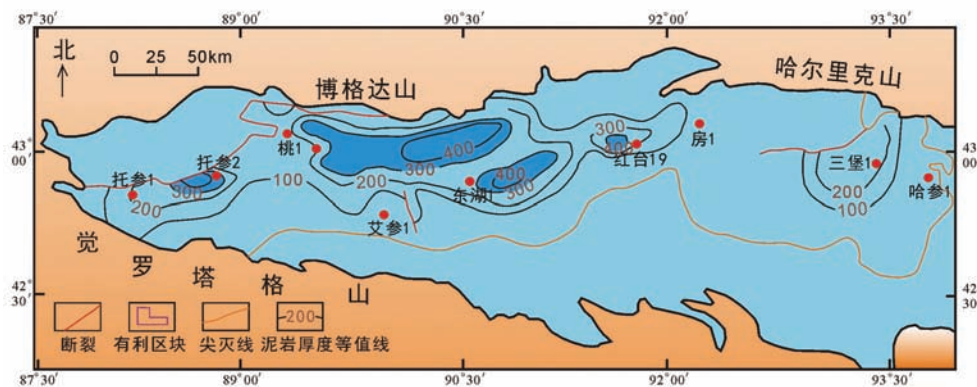 87°30′ 89°00′ 90°30′ 92°00′ 93°30′
北
0 25 50km
博格达山
哈尔里克山
43°00′
43°00′
桃1
300
400
红台19
房1
400
300
托参2
托参1
300
200
100
200
400
300
东湖1
艾参1
三堡1
200
100
哈参1
觉罗塔格山
42°30′
42°30′
断裂
有利区块
尖灭线
200
泥岩厚度等值线
87°30′ 89°00′ 90°30′ 92°00′ 93°30′